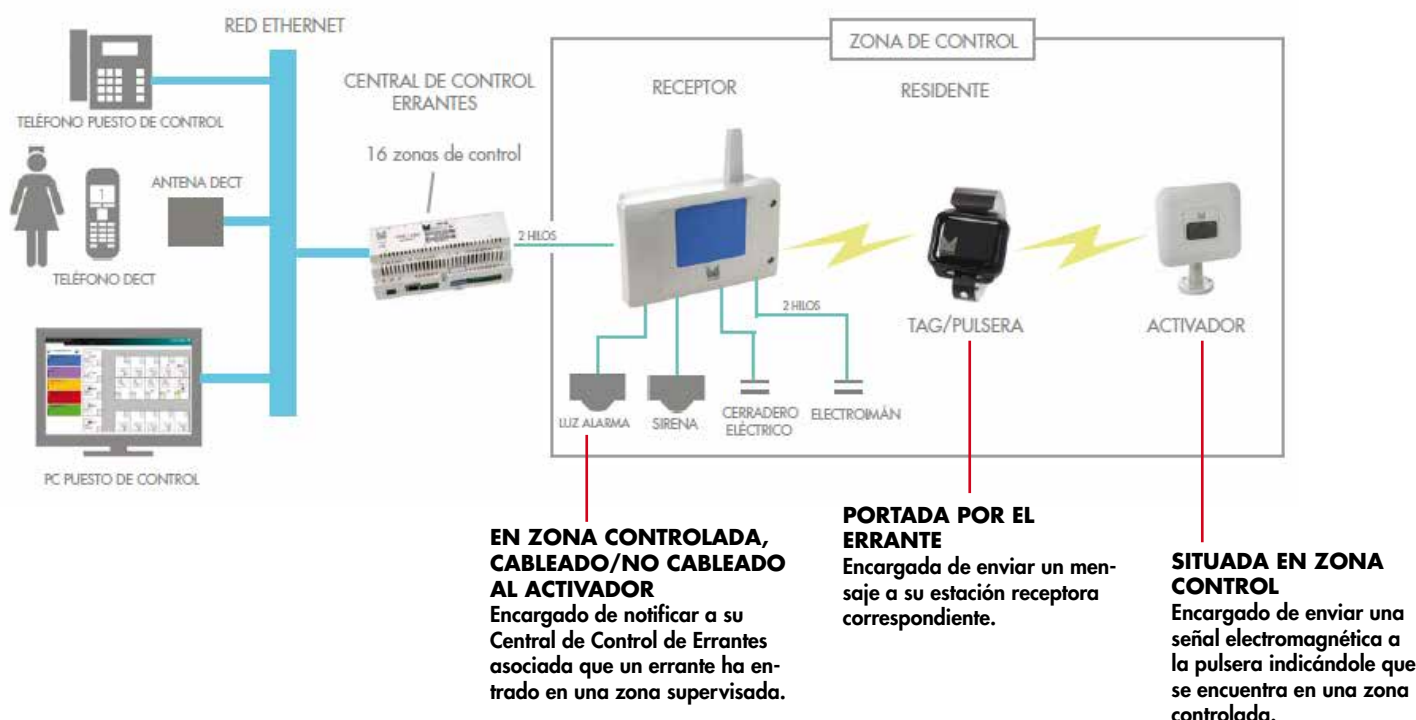 RED ETHERNET
TELÉFONO PUESTO DE CONTROL
ANTENA DECT
1
TELÉFONO DECT
PC PUESTO DE CONTROL
CENTRAL DE CONTROL
ERRANTES
16 zonas de control
2 HILOS
ZONA DE CONTROL
RECEPTOR
RESIDENTE
2 HILOS
TAG/PULSERA
ACTIVADOR
LUZ ALARMA
SIRENA
CERRADERO
ELÉCTRICO
ELECTROIMÁN
EN ZONA CONTROLADA,
CABLEADO/NO CABLEADO
AL ACTIVADOR
Encargado de notificar a su
Central de Control de Errantes
asociada que un errante ha en-
trado en una zona supervisada.
PORTADA POR EL
ERRANTE
Encargada de enviar un men-
saje a su estación receptora
correspondiente.
SITUADA EN ZONA
CONTROL
Encargado de enviar una
señal electromagnética a
la pulsera indicándole que
se encuentra en una zona
controlada.